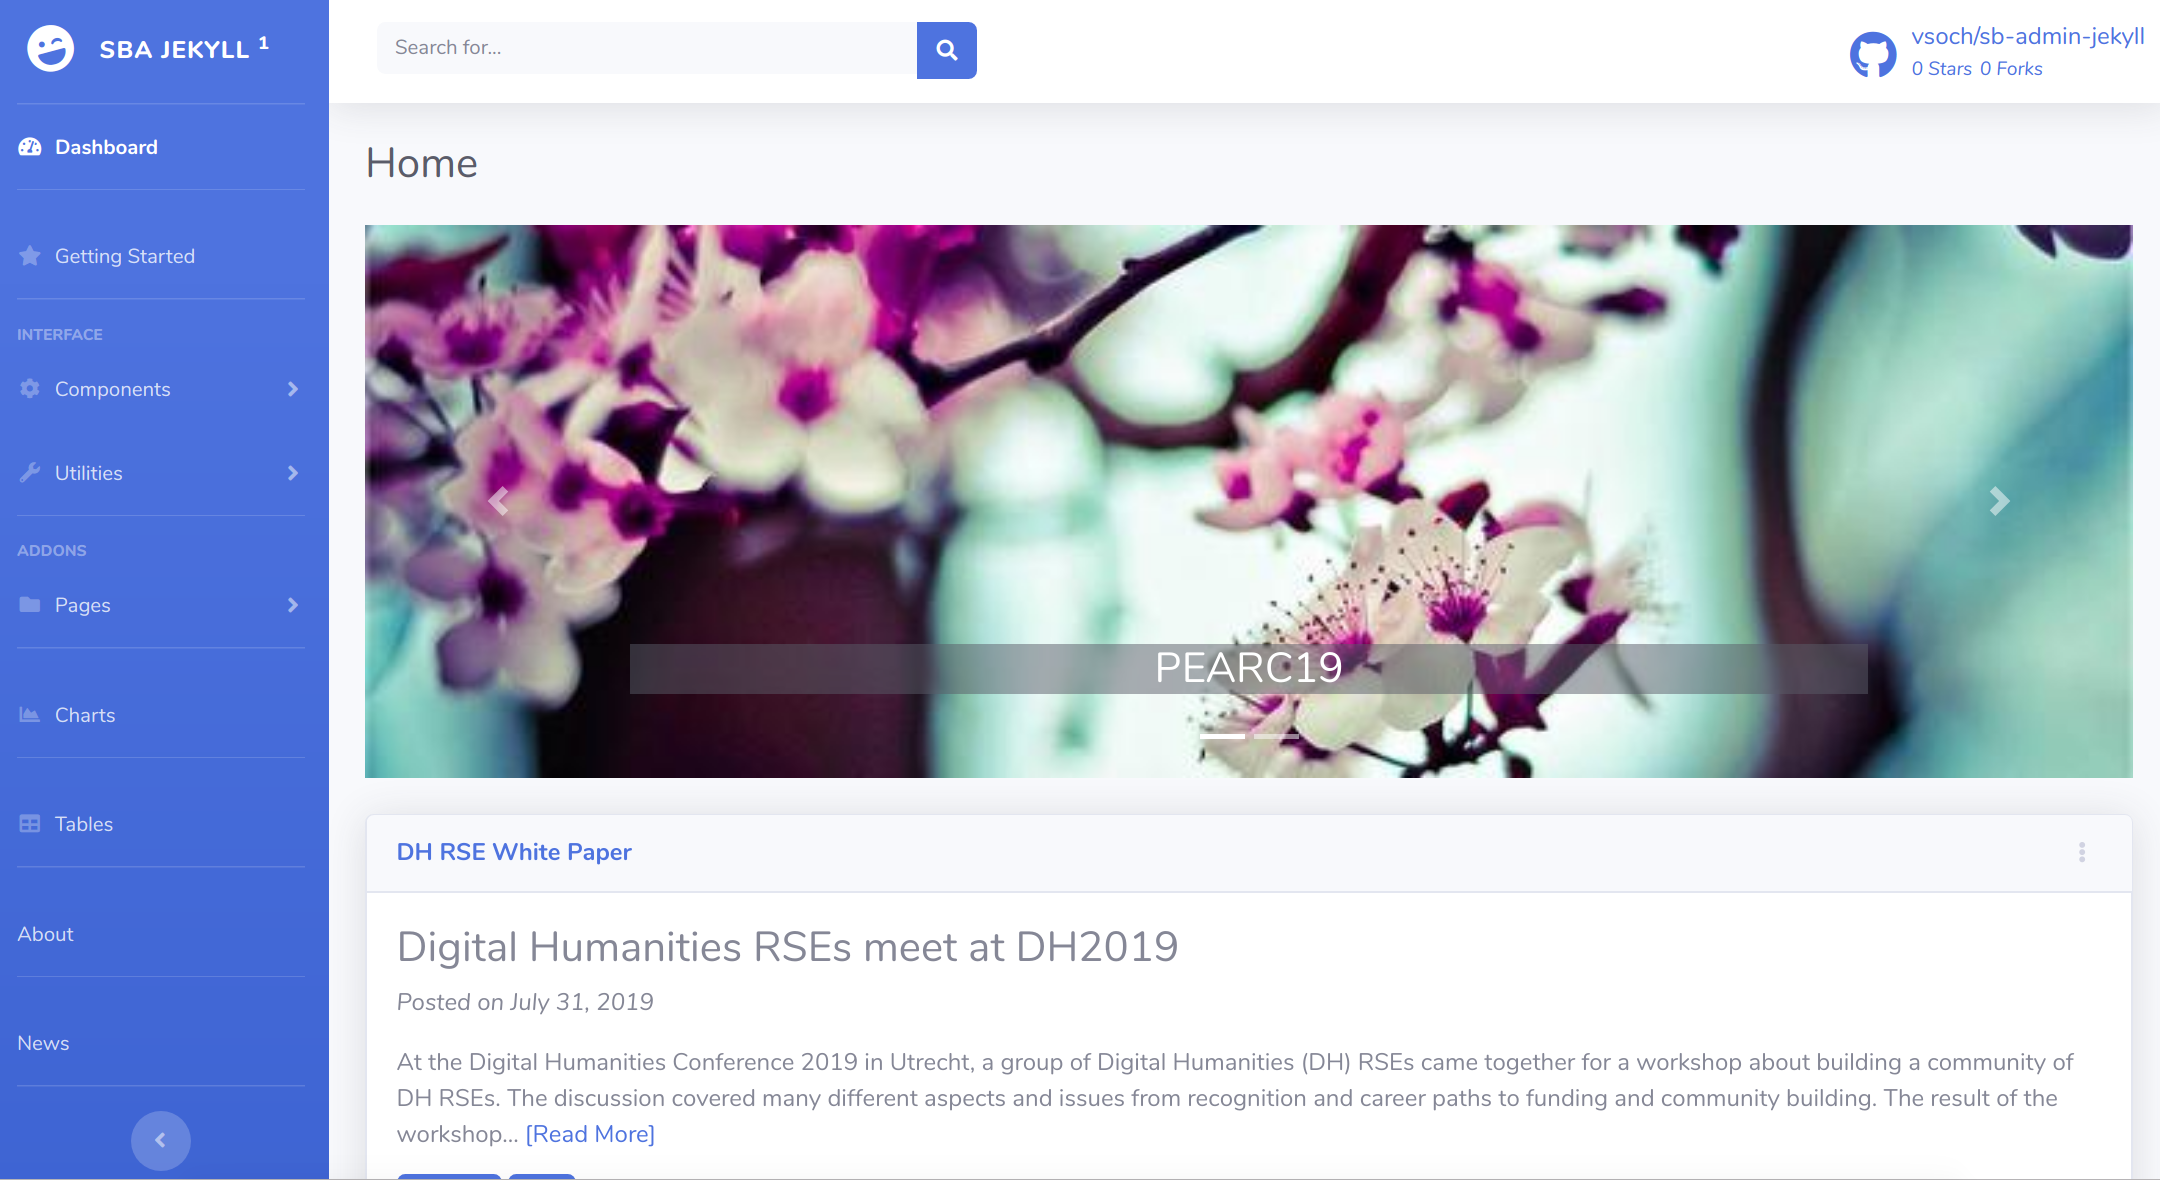 SBA JEKYLL 1
Dashboard
Getting Started
INTERFACE
Components
Utilities
ADDONS
Pages
Charts
Tables
About
News
Search for...
vsoch/sb-admin-jekyll
0 Stars 0 Forks
Home
PEARC19
DH RSE White Paper
Digital Humanities RSEs meet at DH2019
Posted on July 31, 2019
At the Digital Humanities Conference 2019 in Utrecht, a group of Digital Humanities (DH) RSEs came together for a workshop about building a community of
DH RSEs. The discussion covered many different aspects and issues from recognition and career paths to funding and community building. The result of the
workshop... [Read More]